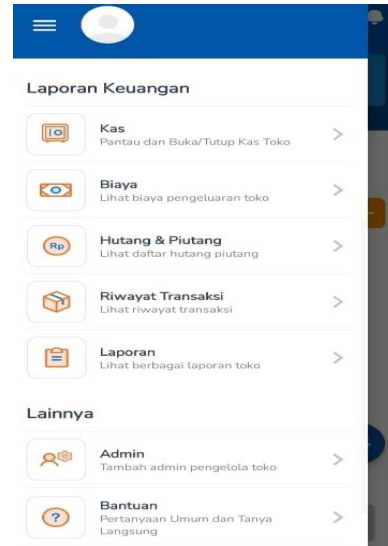 Laporan Keuangan
Kas
Pantau dan Buka/Tutup Kas Toko
Biaya
Lihat biaya pengeluaran toko
Rp
Hutang & Piutang
Lihat daftar hutang piutang
Riwayat Transaksi
Lihat riwayat transaksi
Laporan
Lihat berbagai laporan toko
Lainnya
Admin
Tambah admin pengelola toko
?
Bantuan
Pertanyaan Umum dan Tanya
Langsung